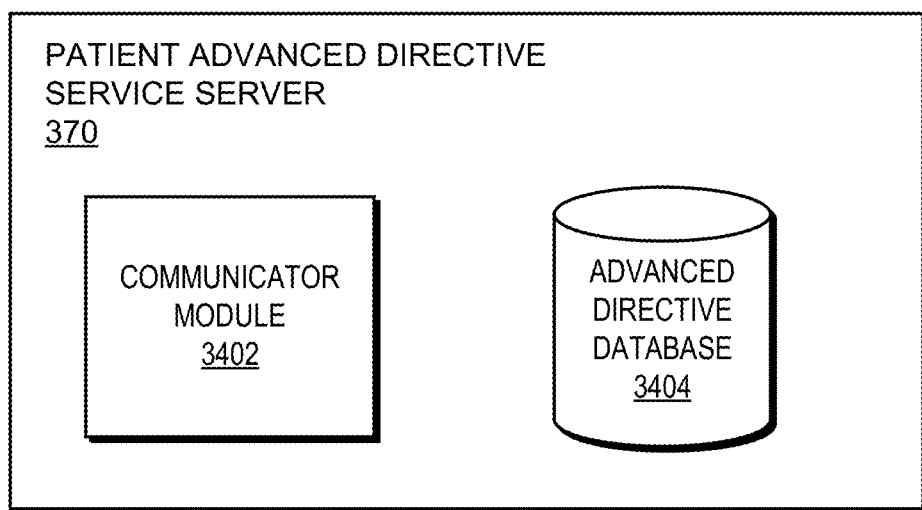 PATIENT ADVANCED DIRECTIVE
SERVICE SERVER
370
COMMUNICATOR
MODULE
3402
ADVANCED
DIRECTIVE
DATABASE
3404